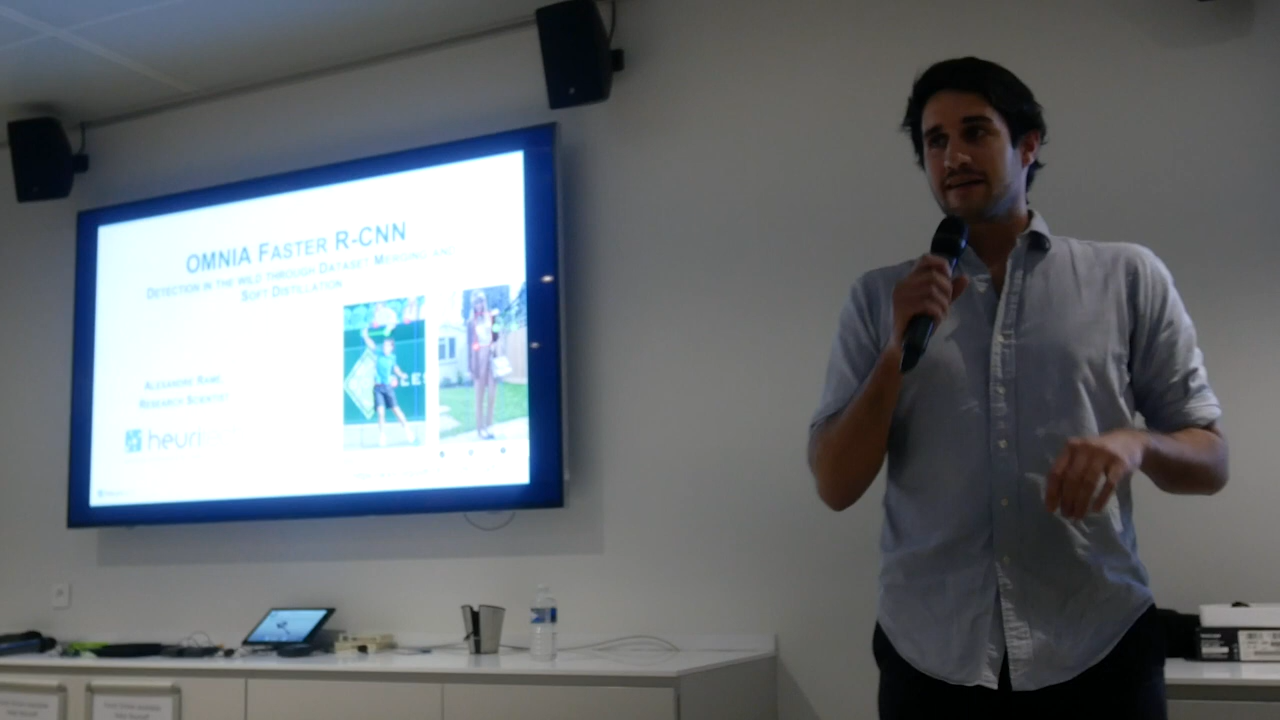 OMNIA FASTER R-CNN
DETECTION IN THE WILD THROUGH DATASET MERGING AND
SOFT DISTILLATION
ALEXANDRE RAME
RESEARCH SCIENTIST
heuri